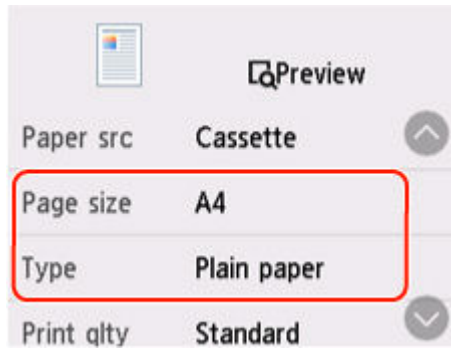 Preview
Paper src Cassette
Page size A4
Type Plain paper
Print qlty Standard